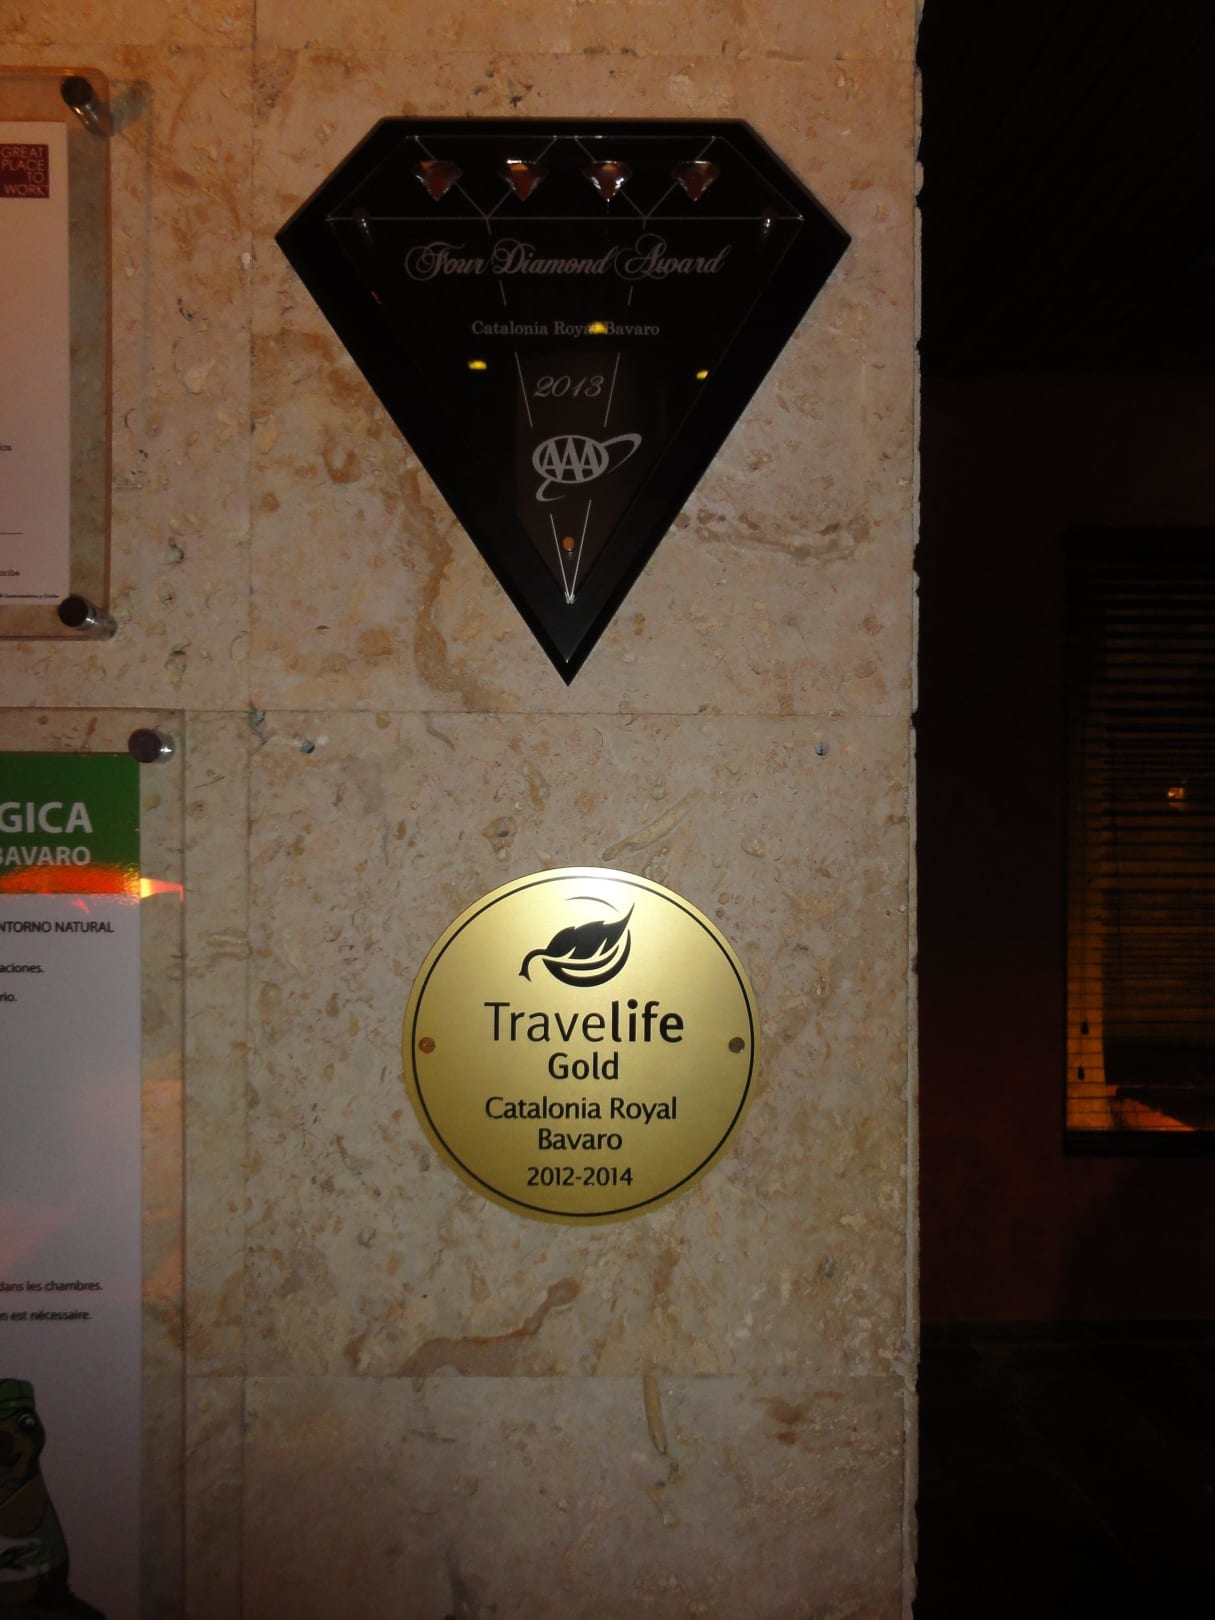 GREAT
PLACE
TO
WORK
Four Diamond Award
Catalonia Royal Bavaro
2013
AAA
GICA
BAVARO
NTORNO NATURAL
aciones.
rio.
dans les chambres.
n est nécessaire.
Travelife
Gold
Catalonia Royal
Bavaro
2012-2014